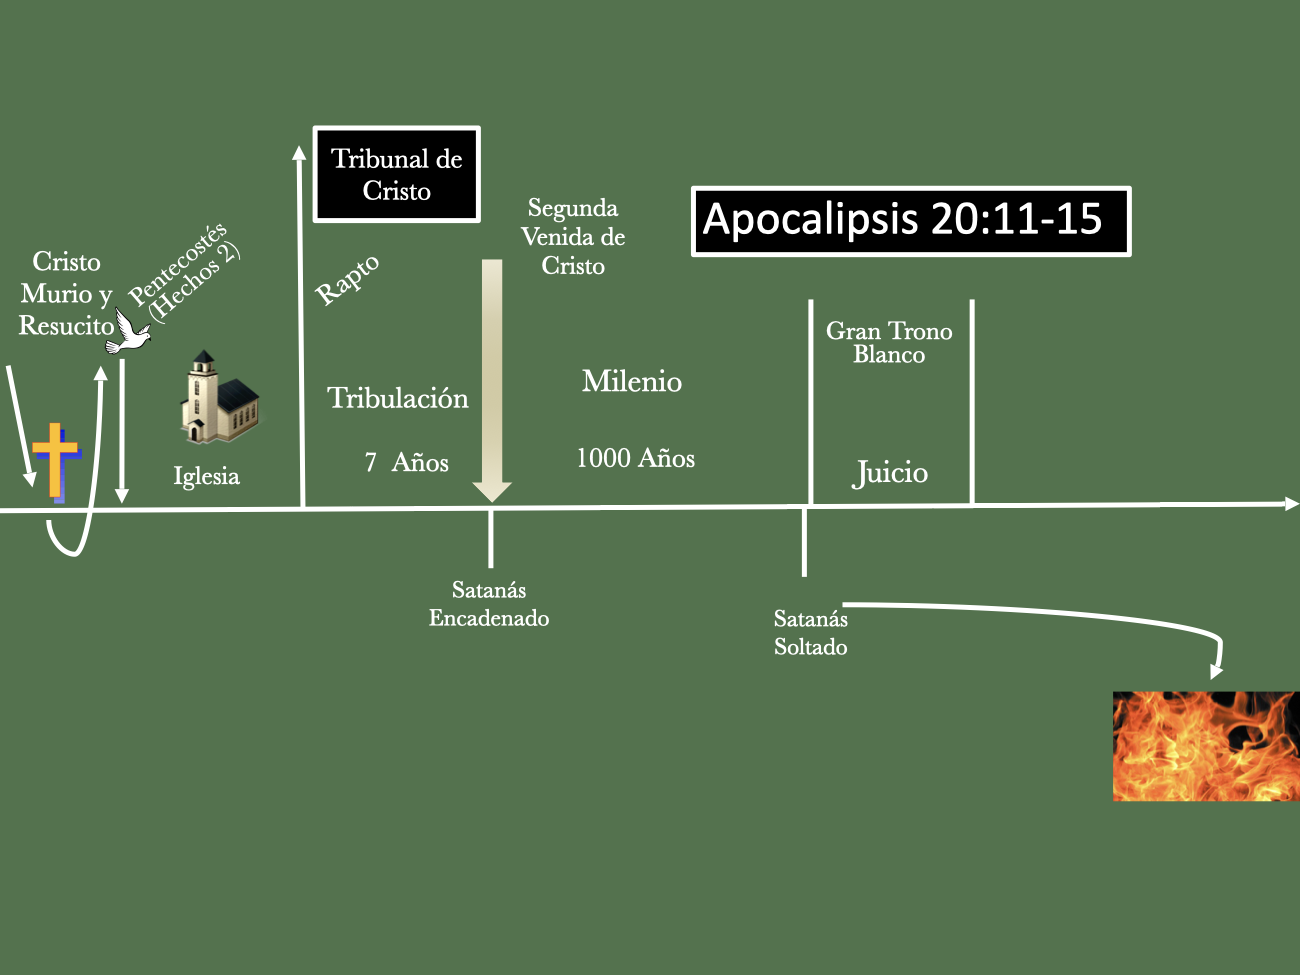 Cristo
Murio y
Resucito
Pentecostés
(Hechos 2)
Iglesia
Rapto
Tribunal de
Cristo
Tribulación
7 Años
Segunda
Venida de
Cristo
Satanás
Encadenado
Milenio
1000 Años
Apocalipsis 20:11-15
Gran Trono
Blanco
Juicio
Satanás
Soltado